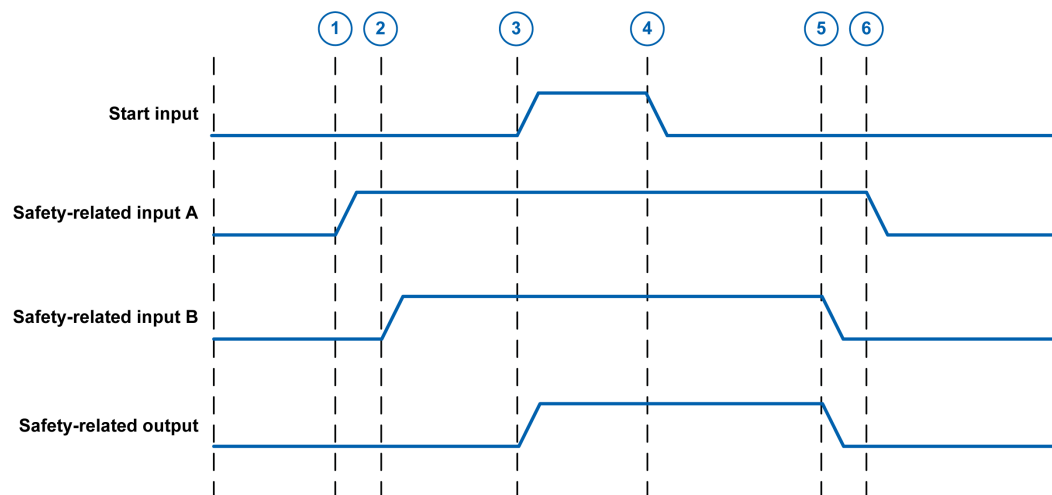 1 2 3 4 5 6
Start input
Safety-related input A
Safety-related input B
Safety-related output